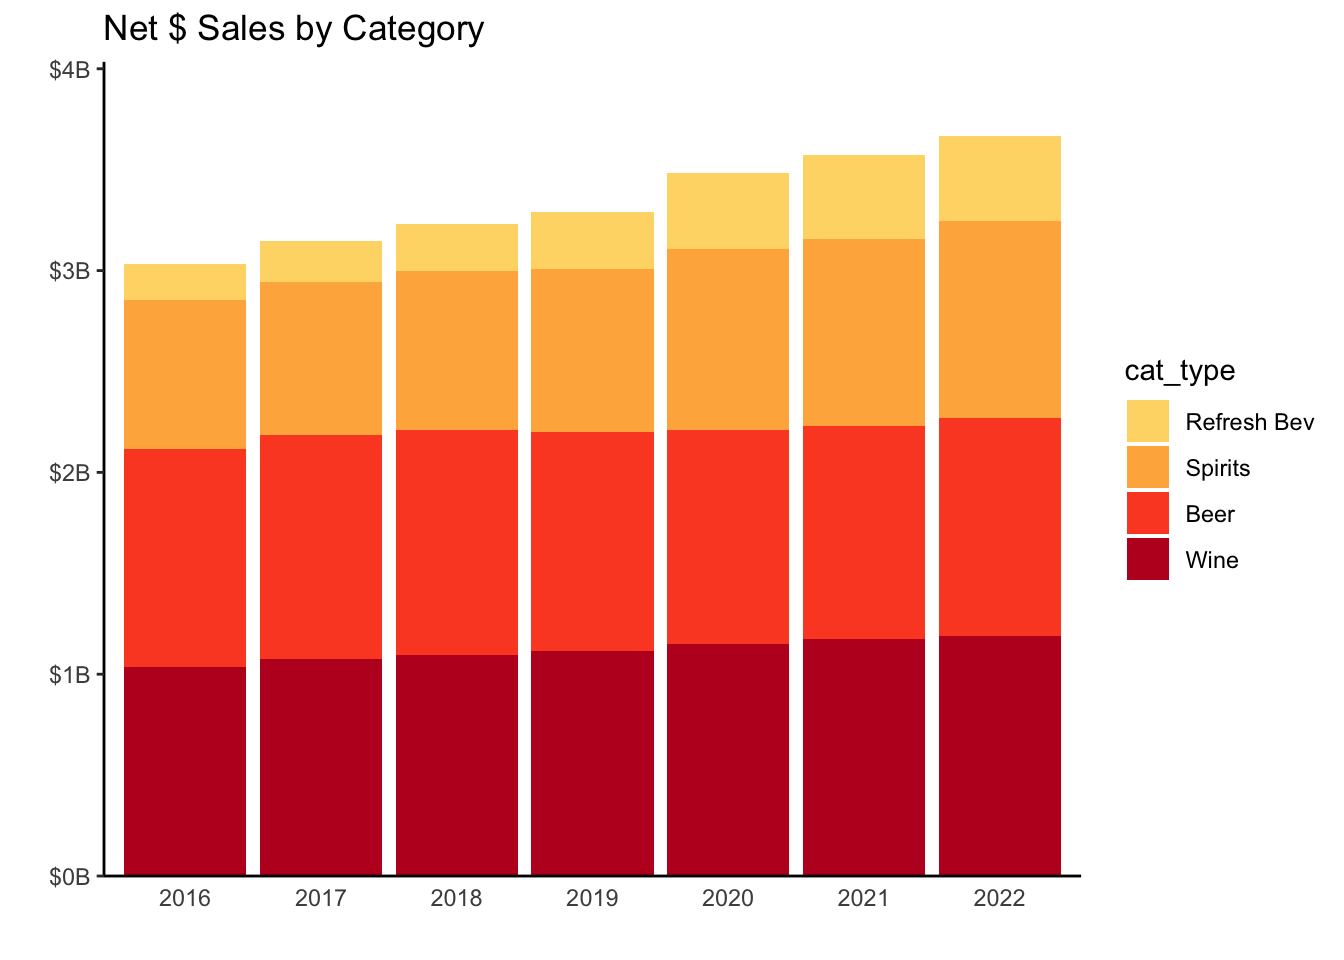 Net $ Sales by Category
$4B
$3B
$2B
$1B
$0B
2016 2017 2018 2019 2020 2021 2022
cat_type
Refresh Bev
Spirits
Beer
Wine